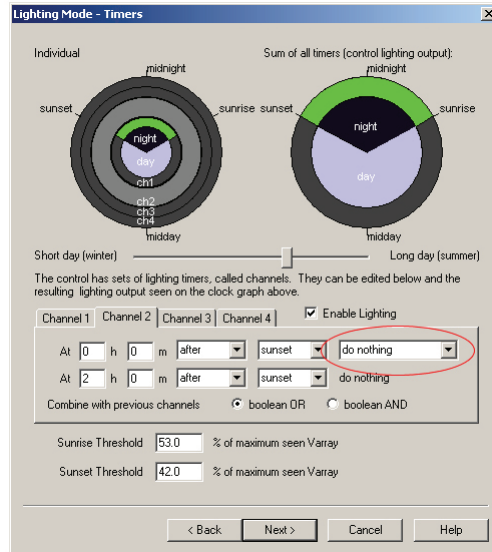 Lighting Mode - Timers
Individual
Sum of all timers (control lighting output):
midnight
sunset
sunrise
night
day
ch1
ch2
ch3
ch4
midday
midnight
sunset
sunrise
night
day
midday
Short day (winter)
Long day (summer)
The control has sets of lighting timers, called channels. They can be edited below and the
resulting lighting output seen on the clock graph above.
Channel 1 Channel 2 Channel 3 Channel 4 Enable Lighting
At 0 h 0 m after sunset do nothing
At 2 h 0 m after sunset do nothing
Combine with previous channels boolean OR boolean AND
Sunrise Threshold 53.0 % of maximum seen Varray
Sunset Threshold 42.0 % of maximum seen Varray
< Back Next > Cancel Help